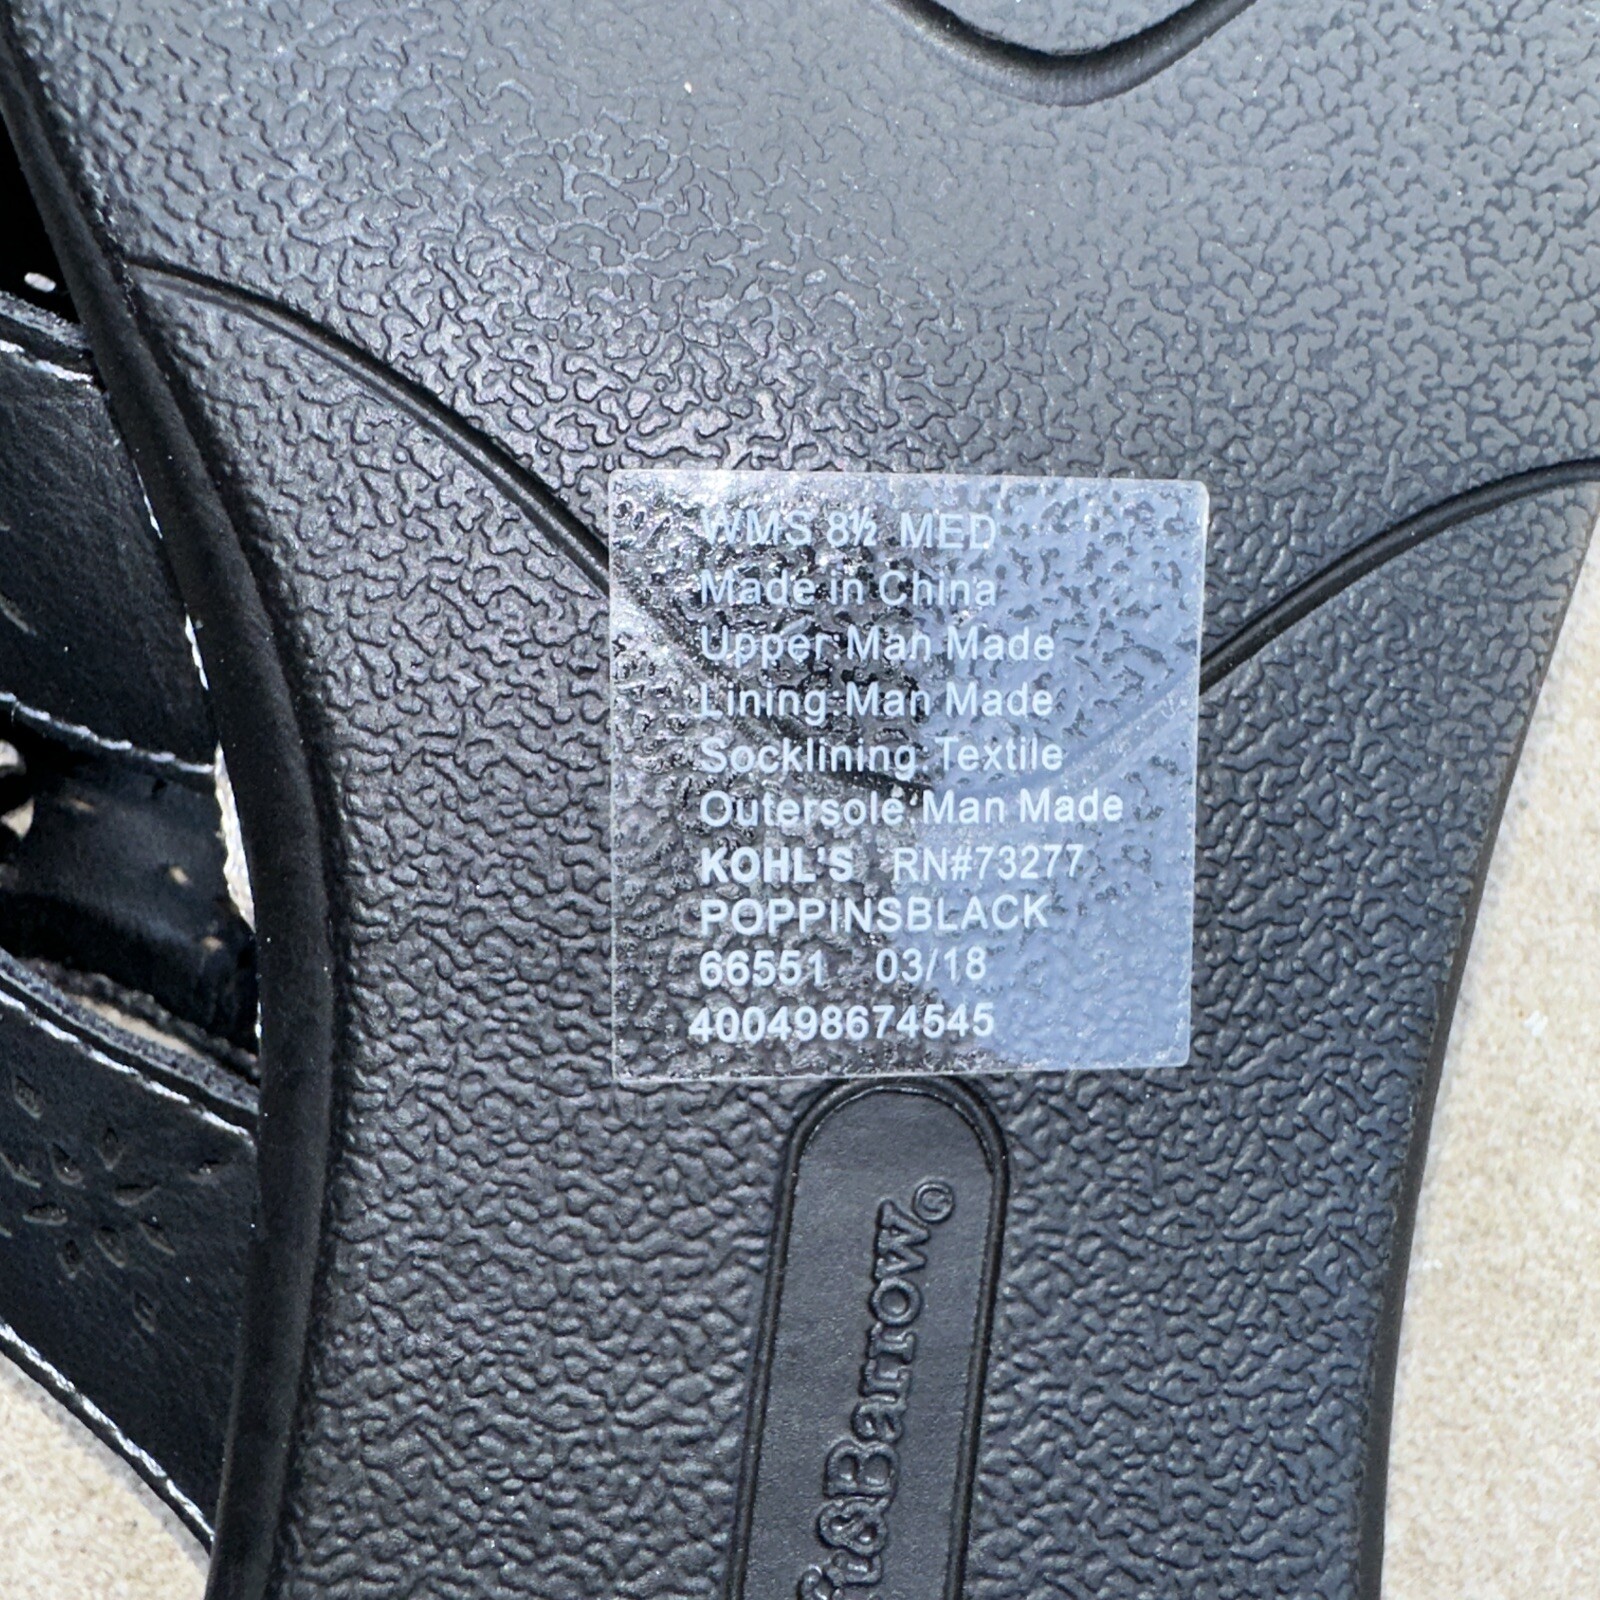 WMS 8½ MED
Made in China
Upper:Man Made
Lining:Man Made
Socklining:Textile
Outersole:Man Made
KOHL'S RN#73277
POPPINSBLACK
66551 03/18
400498674545
&Barrow